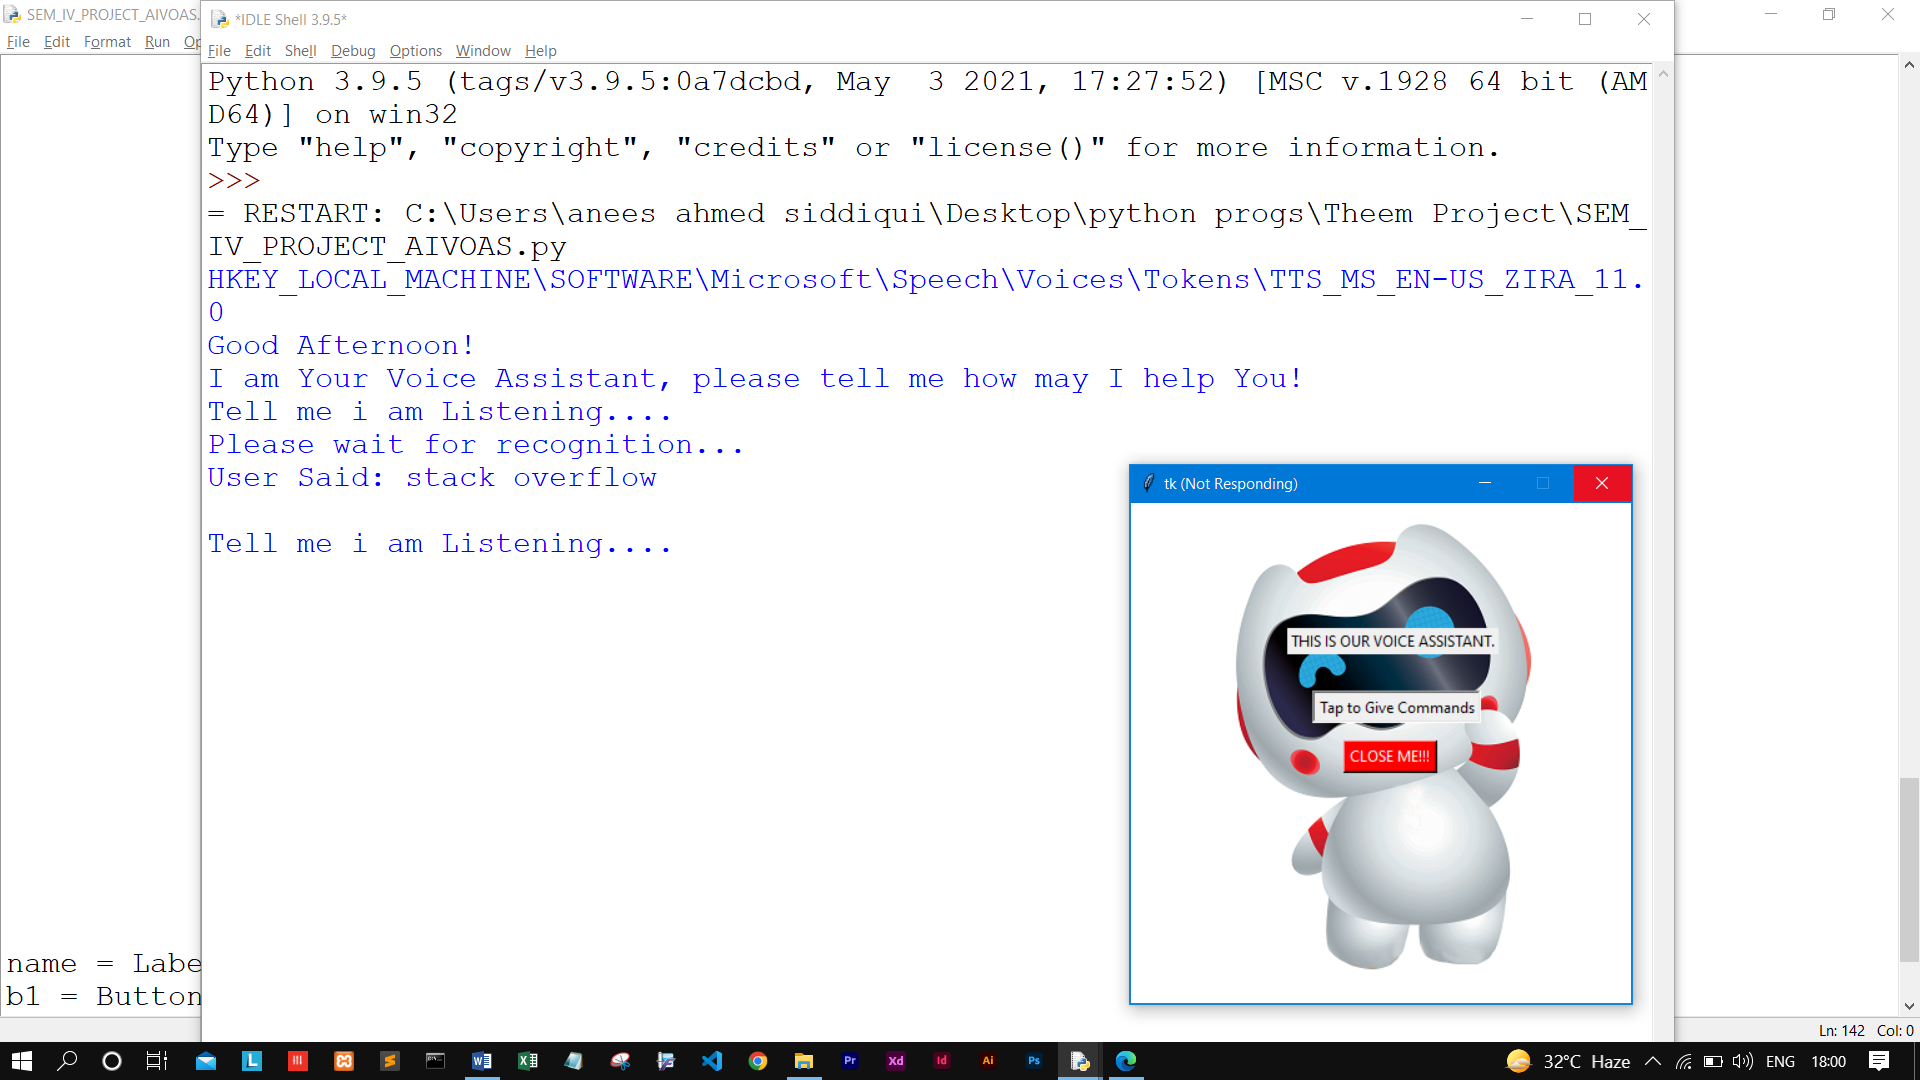 SEM_IV_PROJECT_AIVOAS.
File Edit Format Run Op
*IDLE Shell 3.9.5*
File Edit Shell Debug Options Window Help
Python 3.9.5 (tags/v3.9.5:0a7dcbd, May  3 2021, 17:27:52) [MSC v.1928 64 bit (AM
D64)] on win32
Type "help", "copyright", "credits" or "license()" for more information.
>>>
= RESTART: C:\Users\anees ahmed siddiqui\Desktop\python progs\Theem Project\SEM_
IV_PROJECT_AIVOAS.py
HKEY_LOCAL_MACHINE\SOFTWARE\Microsoft\Speech\Voices\Tokens\TTS_MS_EN-US_ZIRA_11.
0
Good Afternoon!
I am Your Voice Assistant, please tell me how may I help You!
Tell me i am Listening....
Please wait for recognition...
User Said: stack overflow
Tell me i am Listening....
tk (Not Responding)
THIS IS OUR VOICE ASSISTANT.
Tap to Give Commands
CLOSE ME!!!
name = Labe
b1 = Button
Ln: 142 Col: 0
L
Pr Xd Id Ai Ps
32°C Haze ENG 18:00